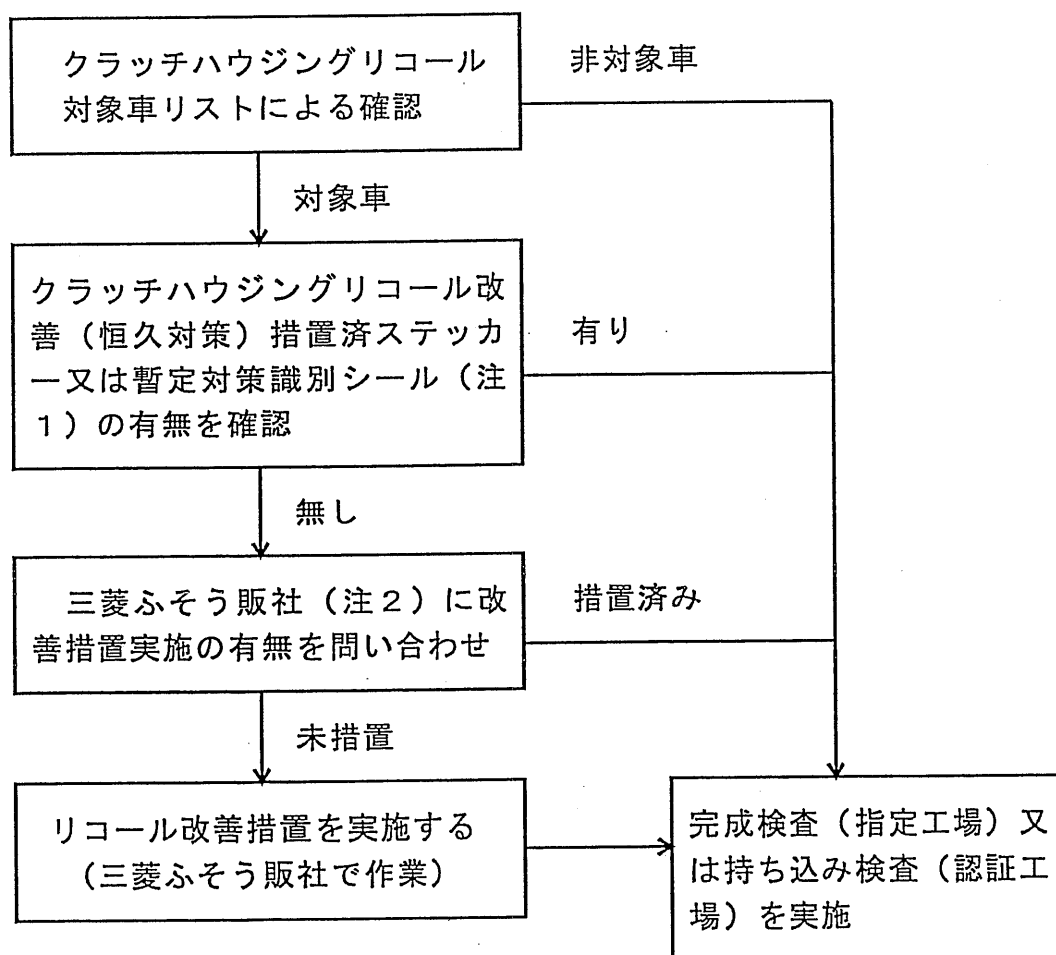 クラッチハウジングリコール
対象車リストによる確認
非対象車
対象車
クラッチハウジングリコール改
善（恒久対策）措置済ステッカ
ー又は暫定対策識別シール（注
１）の有無を確認
有り
無し
三菱ふそう販社（注２）に改
善措置実施の有無を問い合わせ
措置済み
未措置
リコール改善措置を実施する
（三菱ふそう販社で作業）
完成検査（指定工場）又
は持ち込み検査（認証工
場）を実施